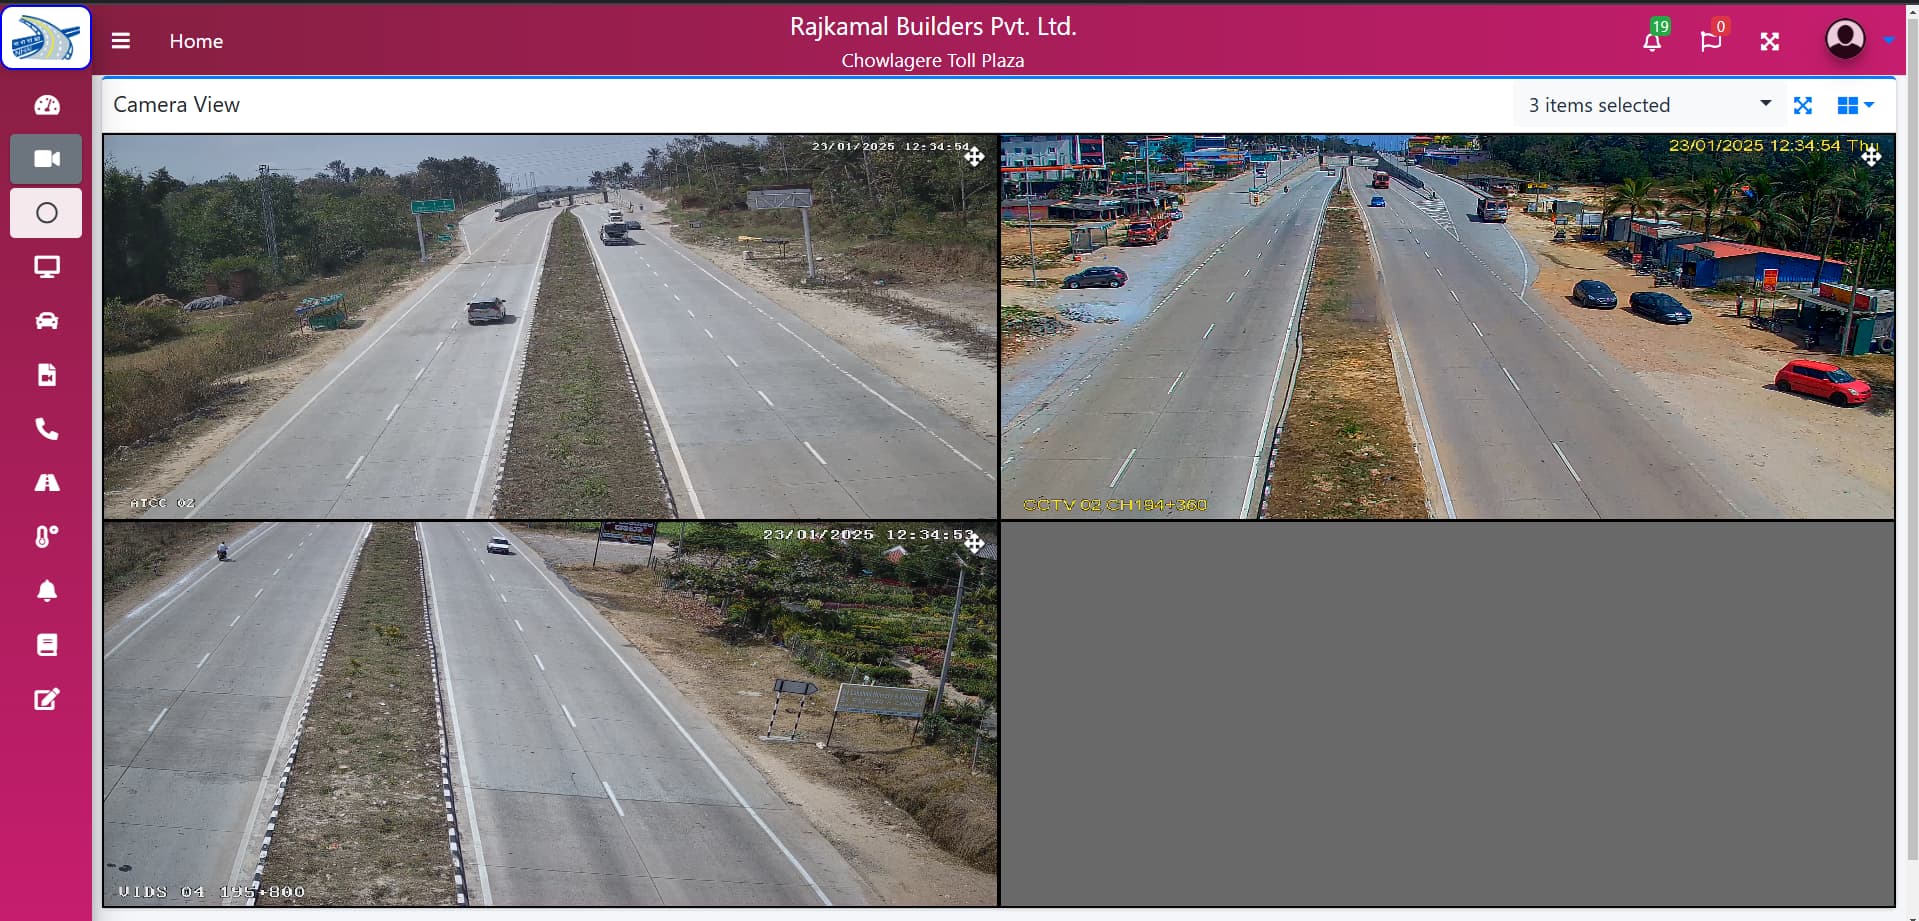 Home
Rajkamal Builders Pvt. Ltd.
Chowlagere Toll Plaza
19
0
Camera View
3 items selected
23/01/2025 12:34:54
ATCC 02
23/01/2025 12:34:54 Thu
CCTV 02 CH194+360
23/01/2025 12:34:53
VIDS 04 195+800